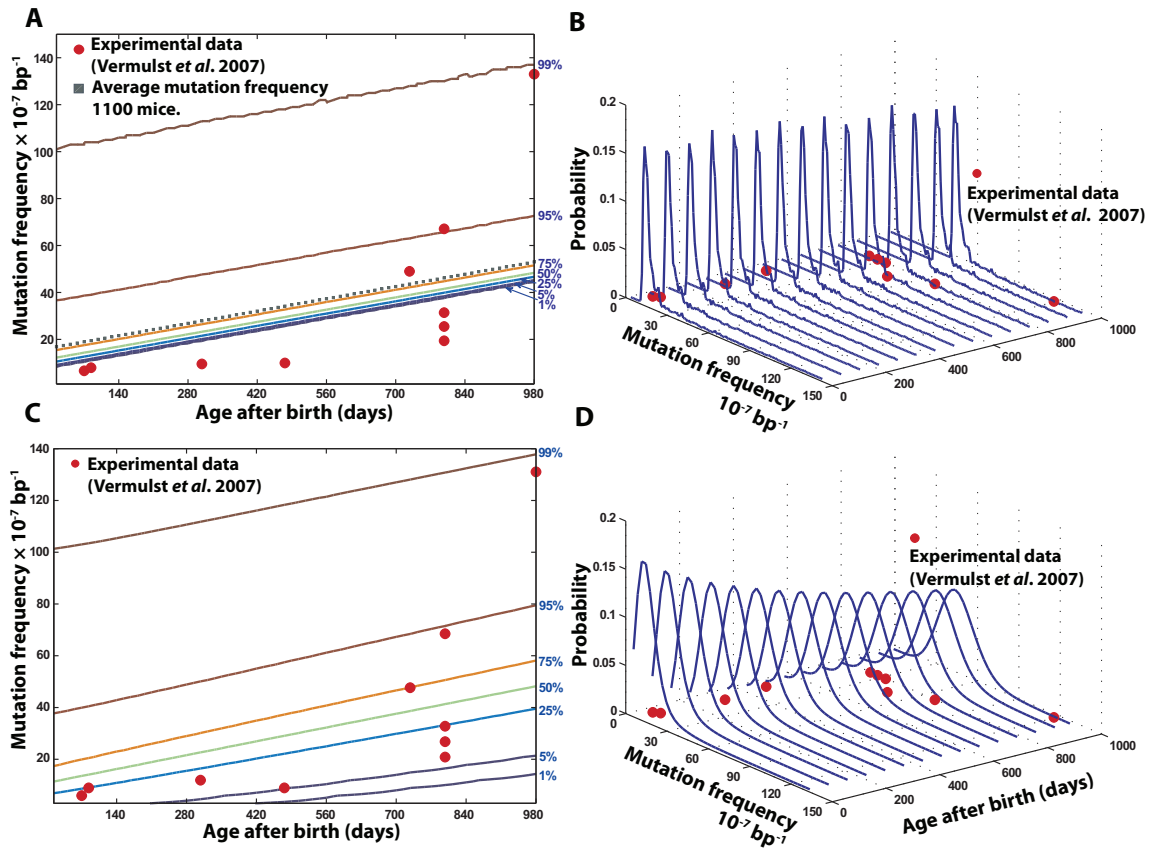 A
Experimental data
(Vermulst et al. 2007)
Average mutation frequency
1100 mice.
Mutation frequency × 10-7 bp-1
140
120
100
80
60
40
20
99%
95%
75%
50%
25%
5%
1%
140 280 420 560 700 840 980
Age after birth (days)
B
Probability
0.2
0.15
0.1
0.05
0
Experimental data
(Vermulst et al. 2007)
30
60
90
120
150
Mutation frequency
10-7 bp-1
0
200
400
600
800
1000
C
Experimental data
(Vermulst et al. 2007)
Mutation frequency × 10-7 bp-1
140
120
100
80
60
40
20
99%
95%
75%
50%
25%
5%
1%
140 280 420 560 700 840 980
Age after birth (days)
D
Probability
0.2
0.15
0.1
0.05
0
0
Experimental data
(Vermulst et al. 2007)
30
60
90
120
150
Mutation frequency
10-7 bp-1
0
200
400
600
800
1000
Age after birth (days)